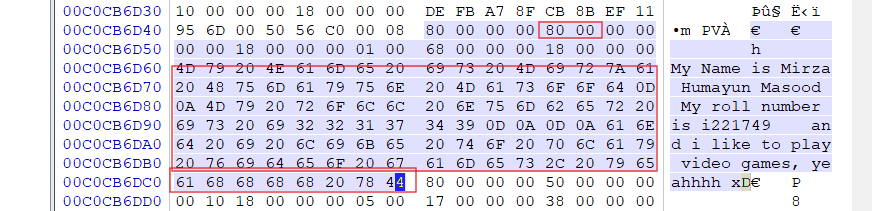 00C0CB6D30 10 00 00 00 18 00 00 00 DE FB A7 8F CB 8B EF 11 Þû§ Ë‹ï
00C0CB6D40 95 6D 00 50 56 C0 00 08 80 00 00 00 80 00 00 00 •m PVÀ € €
00C0CB6D50 00 00 18 00 00 00 01 00 68 00 00 00 18 00 00 00 h
00C0CB6D60 4D 79 20 4E 61 6D 65 20 69 73 20 4D 69 72 7A 61 My Name is Mirza
00C0CB6D70 20 48 75 6D 61 79 75 6E 20 4D 61 73 6F 6F 64 0D Humayun Masood
00C0CB6D80 0A 4D 79 20 72 6F 6C 6C 20 6E 75 6D 62 65 72 20 My roll number
00C0CB6D90 69 73 20 69 32 32 31 37 34 39 0D 0A 0D 0A 61 6E is i221749 an
00C0CB6DA0 64 20 69 20 6C 69 6B 65 20 74 6F 20 70 6C 61 79 d i like to play
00C0CB6DB0 20 76 69 64 65 6F 20 67 61 6D 65 73 2C 20 79 65 video games, ye
00C0CB6DC0 61 68 68 68 68 20 78 44 80 00 00 00 50 00 00 00 ahhhh xD€ P
00C0CB6DD0 00 10 18 00 00 00 05 00 17 00 00 00 38 00 00 00 8